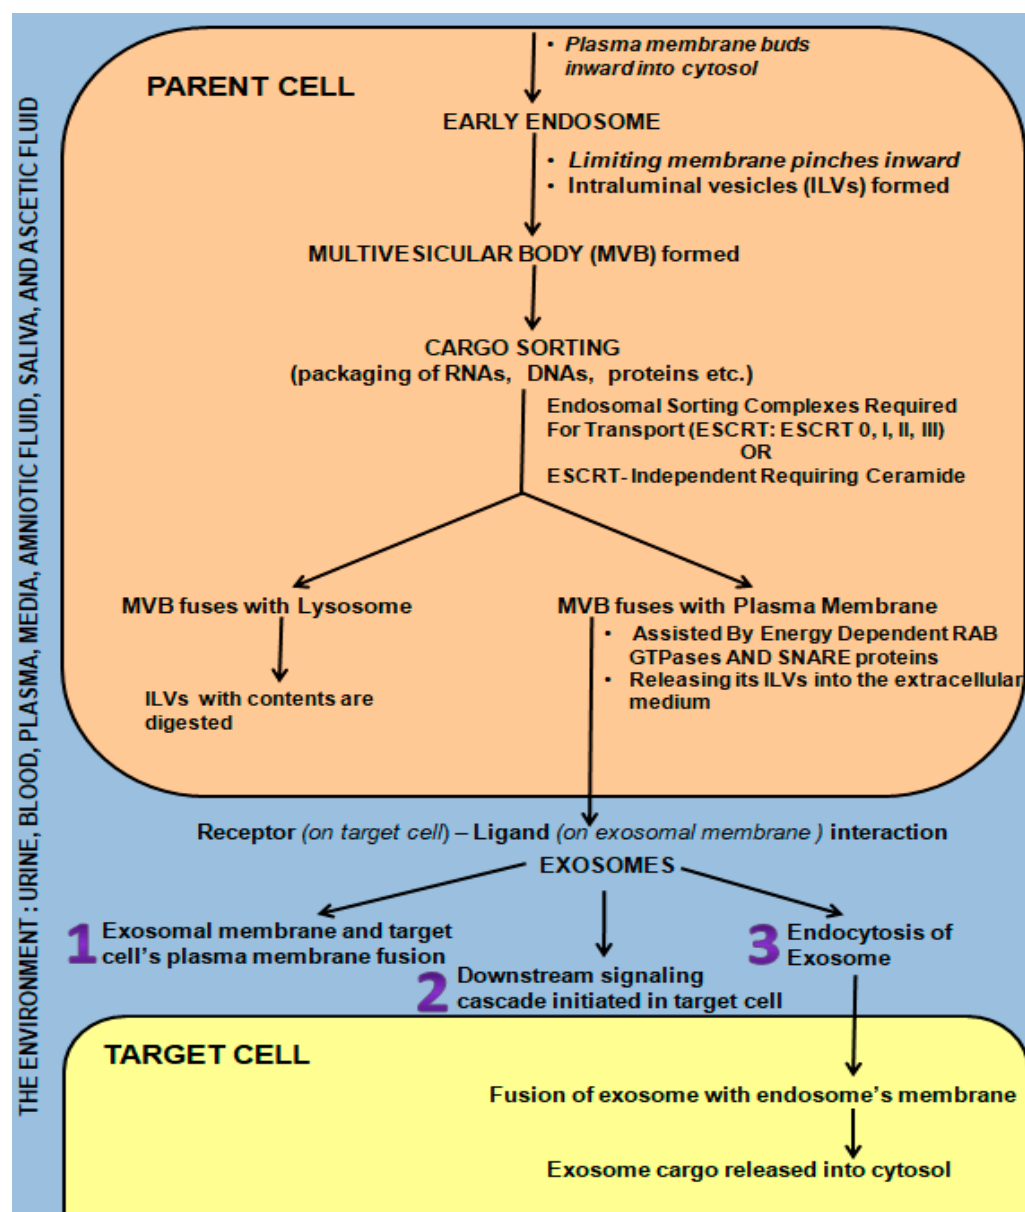 THE ENVIRONMENT : URINE, BLOOD, PLASMA, MEDIA, AMNIOTIC FLUID, SALIVA, AND ASCETIC FLUID
PARENT CELL
• Plasma membrane buds
inward into cytosol
EARLY ENDOSOME
• Limiting membrane pinches inward
• Intraluminal vesicles (ILVs) formed
MULTIVESICULAR BODY (MVB) formed
CARGO SORTING
(packaging of RNAs, DNAs, proteins etc.)
Endosomal Sorting Complexes Required
For Transport (ESCRT: ESCRT 0, I, II, III)
OR
ESCRT- Independent Requiring Ceramide
MVB fuses with Lysosome
ILVs with contents are
digested
MVB fuses with Plasma Membrane
• Assisted By Energy Dependent RAB
GTPases AND SNARE proteins
• Releasing its ILVs into the extracellular
medium
Receptor (on target cell) – Ligand (on exosomal membrane ) interaction
EXOSOMES
1 Exosomal membrane and target
cell's plasma membrane fusion
2 Downstream signaling
cascade initiated in target cell
3 Endocytosis of
Exosome
TARGET CELL
Fusion of exosome with endosome's membrane
Exosome cargo released into cytosol